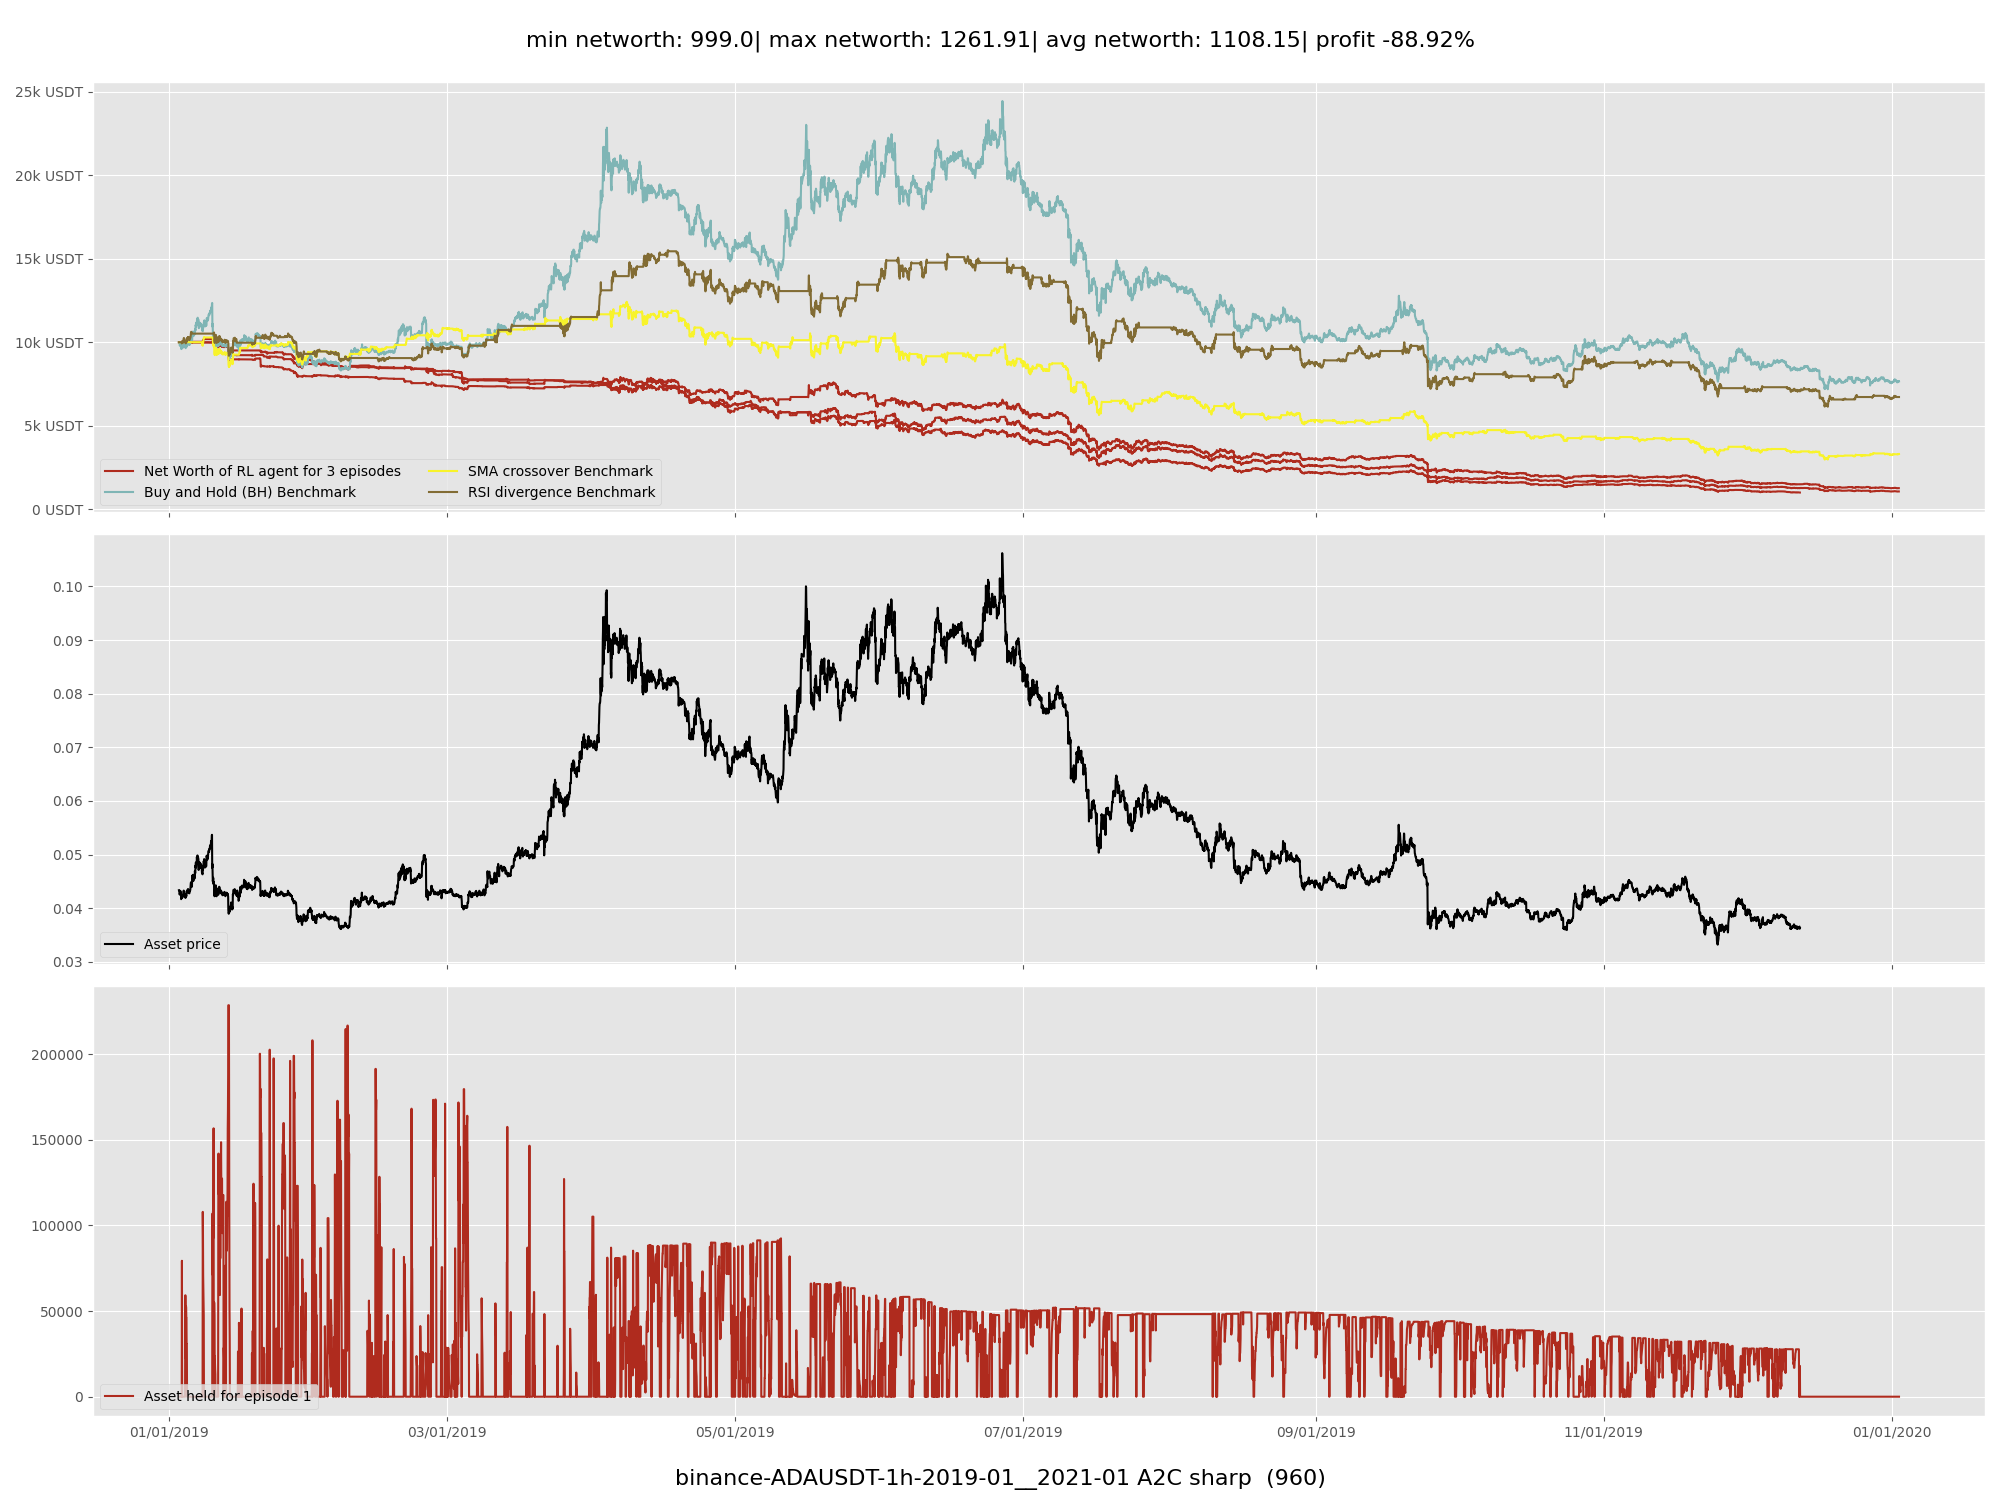 min networth: 999.0| max networth: 1261.91| avg networth: 1108.15| profit -88.92%
25k USDT
20k USDT
15k USDT
10k USDT
5k USDT
0 USDT
Net Worth of RL agent for 3 episodes
Buy and Hold (BH) Benchmark
SMA crossover Benchmark
RSI divergence Benchmark
0.10
0.09
0.08
0.07
0.06
0.05
0.04
0.03
Asset price
200000
150000
100000
50000
0
Asset held for episode 1
01/01/2019 03/01/2019 05/01/2019 07/01/2019 09/01/2019 11/01/2019 01/01/2020
binance-ADAUSDT-1h-2019-01__2021-01 A2C sharp (960)